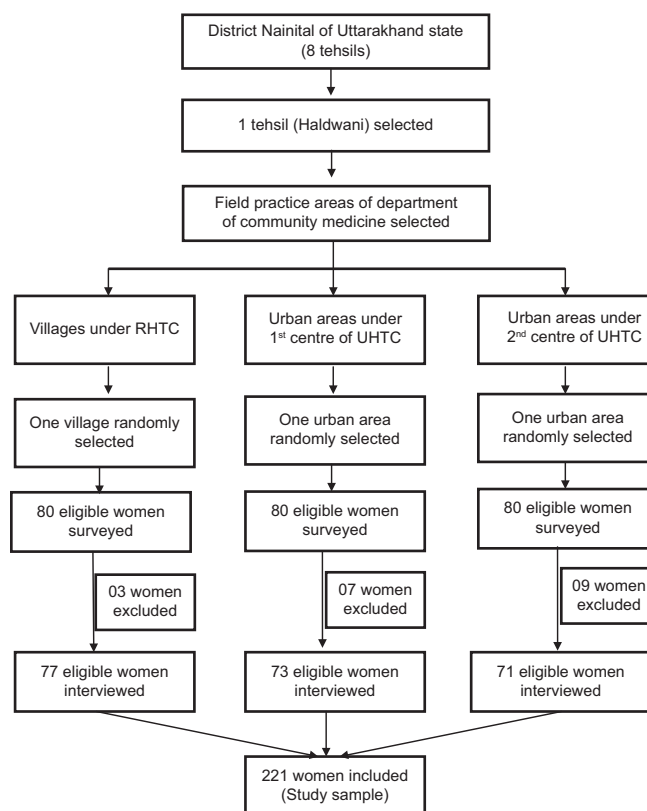 District Nainital of Uttarakhand state
(8 tehsils)
1 tehsil (Haldwani) selected
Field practice areas of department
of community medicine selected
Villages under RHTC
Urban areas under
1st centre of UHTC
Urban areas under
2nd centre of UHTC
One village randomly
selected
One urban area
randomly selected
One urban area
randomly selected
80 eligible women
surveyed
80 eligible women
surveyed
80 eligible women
surveyed
03 women
excluded
07 women
excluded
09 women
excluded
77 eligible women
interviewed
73 eligible women
interviewed
71 eligible women
interviewed
221 women included
(Study sample)